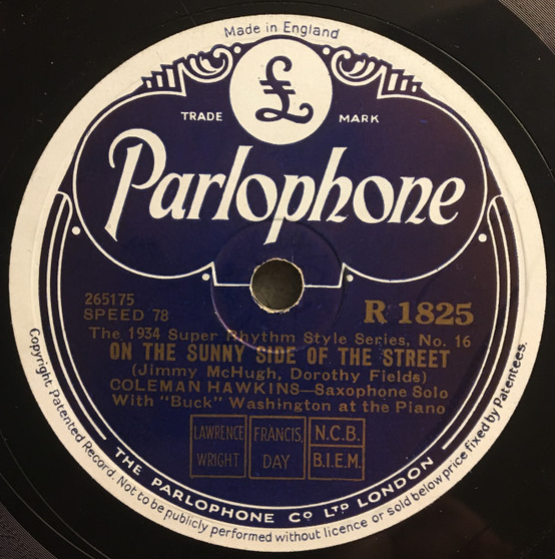 Made in England
£
TRADE MARK
Parlophone
265175
SPEED 78
R 1825
The 1934 Super Rhythm Style Series, No. 16
ON THE SUNNY SIDE OF THE STREET
(Jimmy McHugh, Dorothy Fields)
COLEMAN HAWKINS—Saxophone Solo
With "Buck" Washington at the Piano
LAWRENCE WRIGHT
FRANCIS, DAY
N.C.B.
B.I.E.M.
THE PARLOPHONE Co LTD LONDON
Copyright. Patented Record. Not to be publicly performed without licence or sold below price fixed by Patentees.